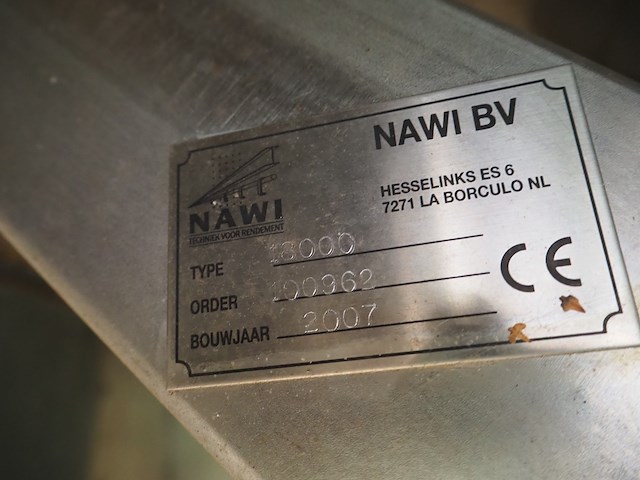 NAWI BV
HESSELINKS ES 6
7271 LA BORCULO NL
NAWI
TECHNIEK VOOR RENDEMENT
TYPE 18000
ORDER 100962
BOUWJAAR 2007
CE